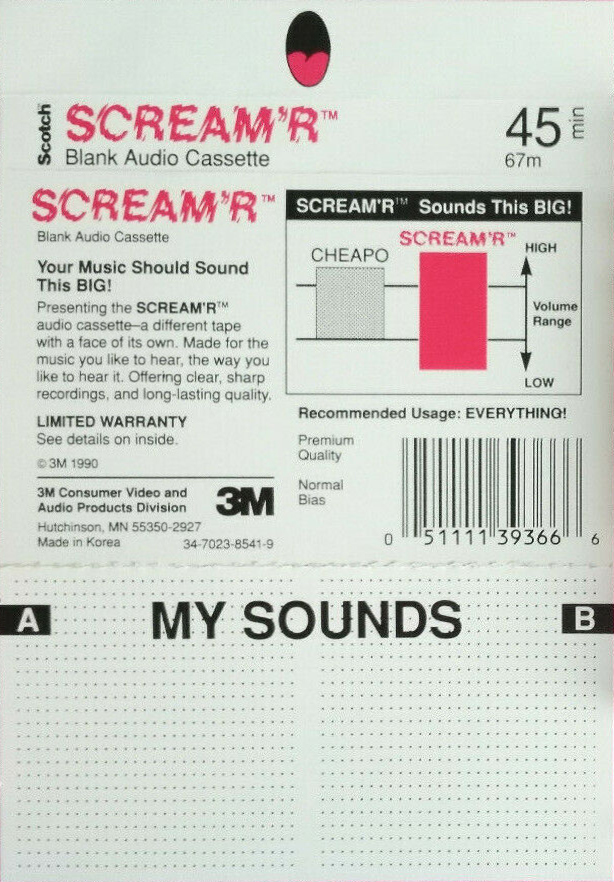 Scotch™
SCREAM'R™
Blank Audio Cassette
45 min
67m
SCREAM'R™
Blank Audio Cassette
Your Music Should Sound
This BIG!
Presenting the SCREAM'R™
audio cassette–a different tape
with a face of its own. Made for the
music you like to hear, the way you
like to hear it. Offering clear, sharp
recordings, and long-lasting quality.
LIMITED WARRANTY
See details on inside.
© 3M 1990
3M Consumer Video and
Audio Products Division
3M
Hutchinson, MN 55350-2927
Made in Korea 34-7023-8541-9
SCREAM'R™ Sounds This BIG!
CHEAPO
SCREAM'R™
HIGH
Volume
Range
LOW
Recommended Usage: EVERYTHING!
Premium
Quality
Normal
Bias
0 51111 39366 6
A MY SOUNDS B